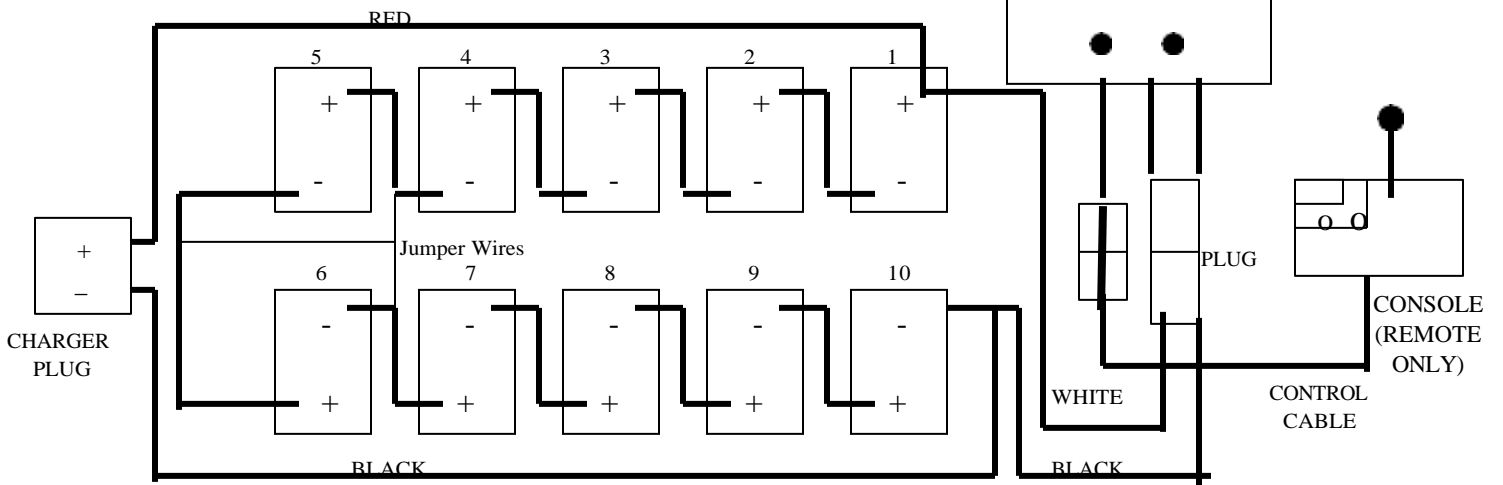 RED
5 4 3 2 1
+ + + + +
- - - - -
+
–
Jumper Wires
CHARGER
PLUG
6 7 8 9 10
- - - - -
+ + + + +
BLACK
WHITE
BLACK
PLUG
o o
CONSOLE
(REMOTE
ONLY)
CONTROL
CABLE